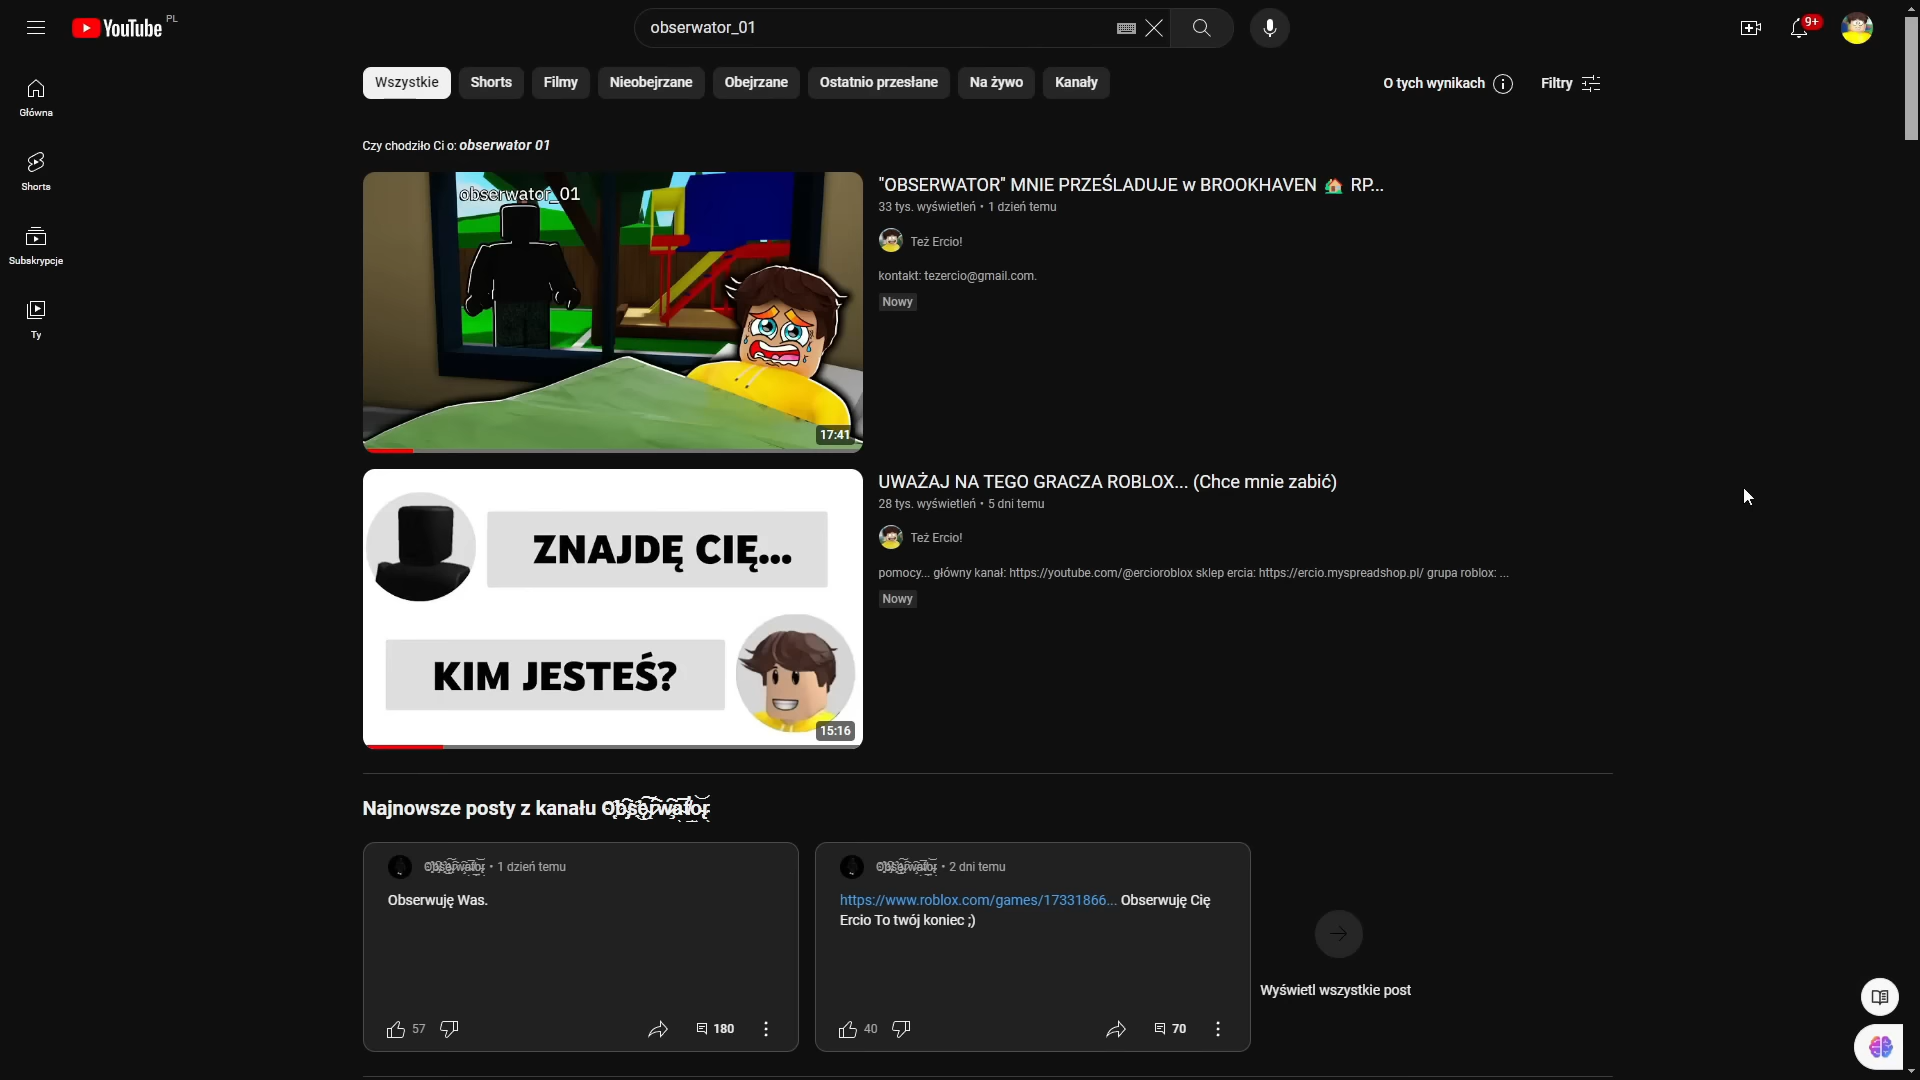 YouTube PL
obserwator_01
9+
Wszystkie Shorts Filmy Nieobejrzane Obejrzane Ostatnio przesłane Na żywo Kanały
O tych wynikach Filtry
Główna
Shorts
Subskrypcje
Ty
Czy chodziło Ci o: obserwator 01
obserwator_01
17:41
"OBSERWATOR" MNIE PRZEŚLADUJE w BROOKHAVEN 🏠 RP...
33 tys. wyświetleń • 1 dzień temu
Też Ercio!
kontakt: tezercio@gmail.com.
Nowy
ZNAJDĘ CIĘ...
KIM JESTEŚ?
15:16
UWAŻAJ NA TEGO GRACZA ROBLOX... (Chce mnie zabić)
28 tys. wyświetleń • 5 dni temu
Też Ercio!
pomocy... główny kanał: https://youtube.com/@ercioroblox sklep ercia: https://ercio.myspreadshop.pl/ grupa roblox: ...
Nowy
Najnowsze posty z kanału Obserwator
Obserwator • 1 dzień temu
Obserwuję Was.
57 180
Obserwator • 2 dni temu
https://www.roblox.com/games/17331866... Obserwuję Cię
Ercio To twój koniec ;)
40 70
Wyświetl wszystkie post